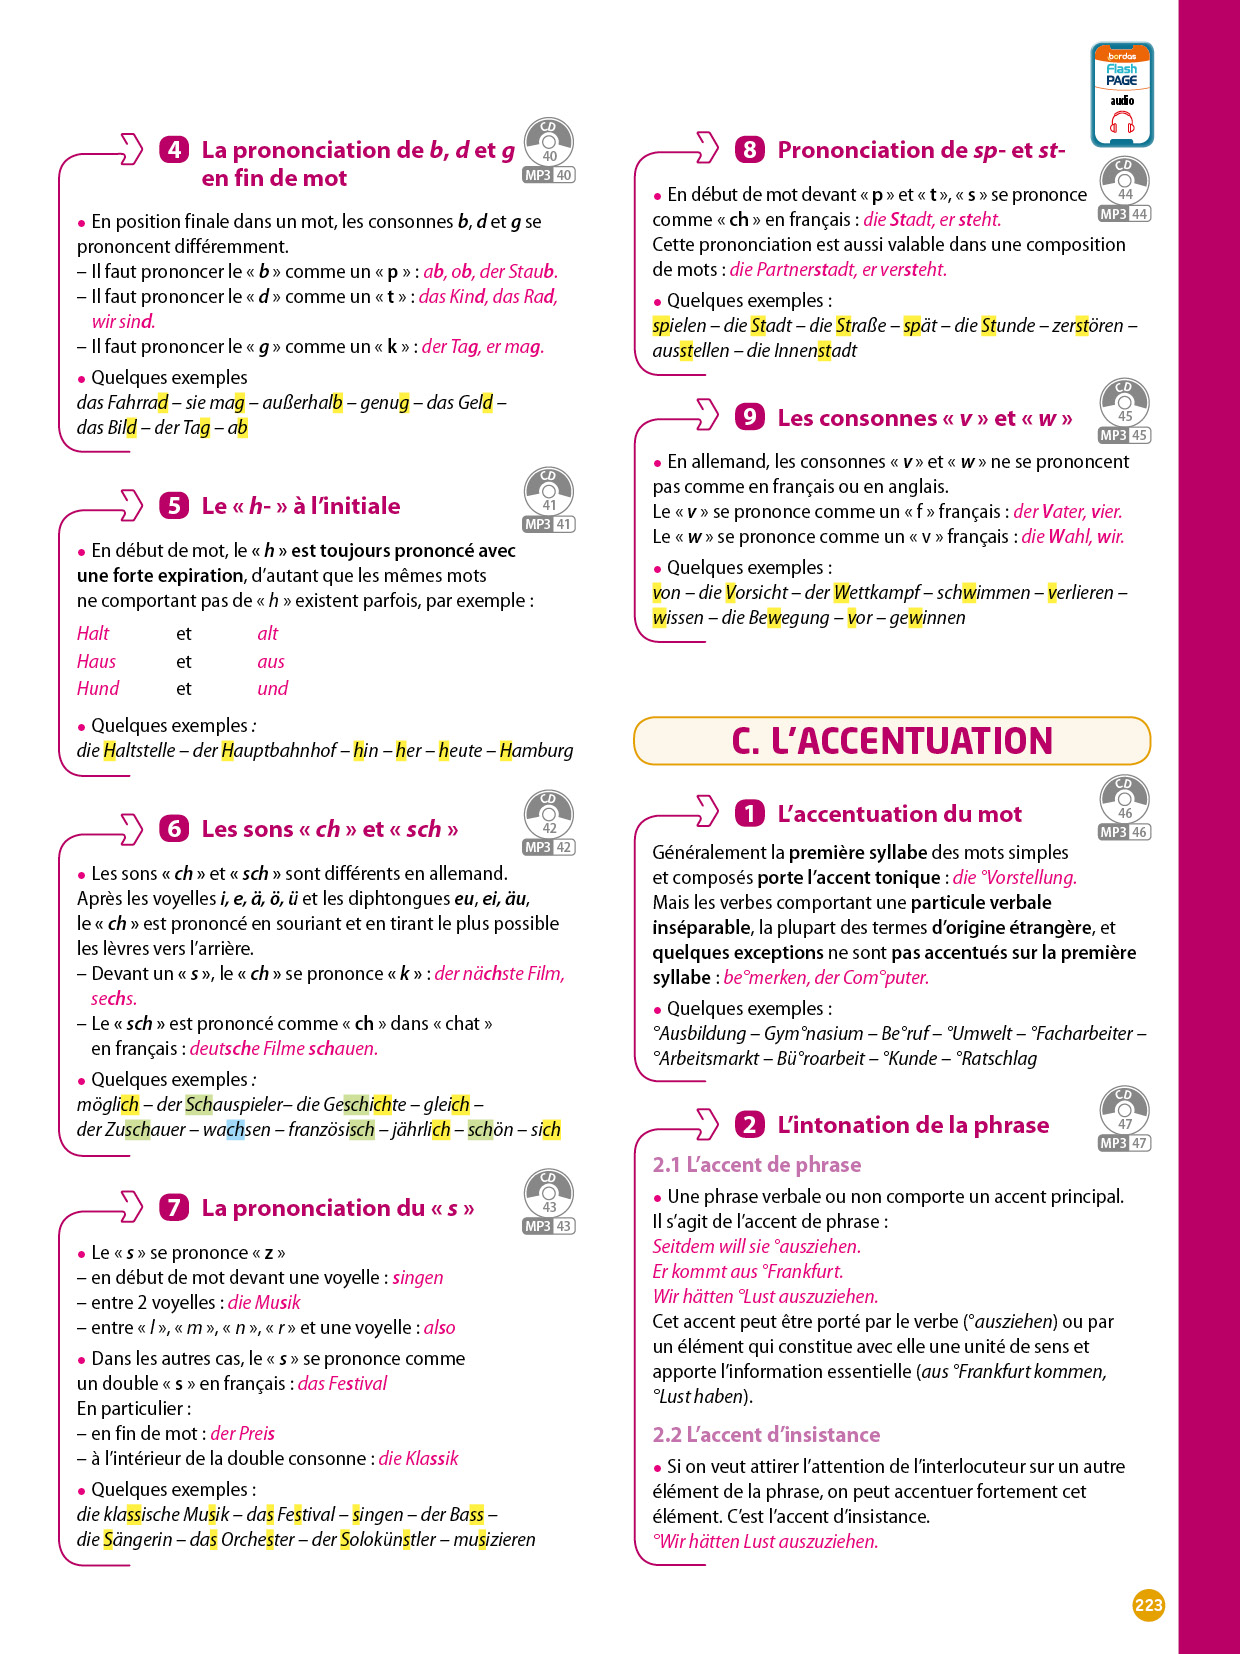 bordas
Flash
PAGE
audio
4 La prononciation de b, d et g
en fin de mot
CD
40
MP3 40
• En position finale dans un mot, les consonnes b, d et g se
prononcent différemment.
– Il faut prononcer le « b » comme un « p » : ab, ob, der Staub.
– Il faut prononcer le « d » comme un « t » : das Kind, das Rad,
wir sind.
– Il faut prononcer le « g » comme un « k » : der Tag, er mag.
• Quelques exemples
das Fahrrad – sie mag – außerhalb – genug – das Geld –
das Bild – der Tag – ab
5 Le « h- » à l’initiale
CD
41
MP3 41
• En début de mot, le « h » est toujours prononcé avec
une forte expiration, d’autant que les mêmes mots
ne comportant pas de « h » existent parfois, par exemple :
Halt et alt
Haus et aus
Hund et und
• Quelques exemples :
die Haltstelle – der Hauptbahnhof – hin – her – heute – Hamburg
6 Les sons « ch » et « sch »
CD
42
MP3 42
• Les sons « ch » et « sch » sont différents en allemand.
Après les voyelles i, e, ä, ö, ü et les diphtongues eu, ei, äu,
le « ch » est prononcé en souriant et en tirant le plus possible
les lèvres vers l’arrière.
– Devant un « s », le « ch » se prononce « k » : der nächste Film,
sechs.
– Le « sch » est prononcé comme « ch » dans « chat »
en français : deutsche Filme schauen.
• Quelques exemples :
möglich – der Schauspieler– die Geschichte – gleich –
der Zuschauer – wachsen – französisch – jährlich – schön – sich
7 La prononciation du « s »
CD
43
MP3 43
• Le « s » se prononce « z »
– en début de mot devant une voyelle : singen
– entre 2 voyelles : die Musik
– entre « l », « m », « n », « r » et une voyelle : also
• Dans les autres cas, le « s » se prononce comme
un double « s » en français : das Festival
En particulier :
– en fin de mot : der Preis
– à l’intérieur de la double consonne : die Klassik
• Quelques exemples :
die klassische Musik – das Festival – singen – der Bass –
die Sängerin – das Orchester – der Solokünstler – musizieren
8 Prononciation de sp- et st-
CD
44
MP3 44
• En début de mot devant « p » et « t », « s » se prononce
comme « ch » en français : die Stadt, er steht.
Cette prononciation est aussi valable dans une composition
de mots : die Partnerstadt, er versteht.
• Quelques exemples :
spielen – die Stadt – die Straße – spät – die Stunde – zerstören –
ausstellen – die Innenstadt
9 Les consonnes « v » et « w »
CD
45
MP3 45
• En allemand, les consonnes « v » et « w » ne se prononcent
pas comme en français ou en anglais.
Le « v » se prononce comme un « f » français : der Vater, vier.
Le « w » se prononce comme un « v » français : die Wahl, wir.
• Quelques exemples :
von – die Vorsicht – der Wettkampf – schwimmen – verlieren –
wissen – die Bewegung – vor – gewinnen
C. L’ACCENTUATION
1 L’accentuation du mot
CD
46
MP3 46
Généralement la première syllabe des mots simples
et composés porte l’accent tonique : die °Vorstellung.
Mais les verbes comportant une particule verbale
inséparable, la plupart des termes d’origine étrangère, et
quelques exceptions ne sont pas accentués sur la première
syllabe : be°merken, der Com°puter.
• Quelques exemples :
°Ausbildung – Gym°nasium – Be°ruf – °Umwelt – °Facharbeiter –
°Arbeitsmarkt – Bü°roarbeit – °Kunde – °Ratschlag
2 L’intonation de la phrase
CD
47
MP3 47
2.1 L’accent de phrase
• Une phrase verbale ou non comporte un accent principal.
Il s’agit de l’accent de phrase :
Seitdem will sie °ausziehen.
Er kommt aus °Frankfurt.
Wir hätten °Lust auszuziehen.
Cet accent peut être porté par le verbe (°ausziehen) ou par
un élément qui constitue avec elle une unité de sens et
apporte l’information essentielle (aus °Frankfurt kommen,
°Lust haben).
2.2 L’accent d’insistance
• Si on veut attirer l’attention de l’interlocuteur sur un autre
élément de la phrase, on peut accentuer fortement cet
élément. C’est l’accent d’insistance.
°Wir hätten Lust auszuziehen.
223